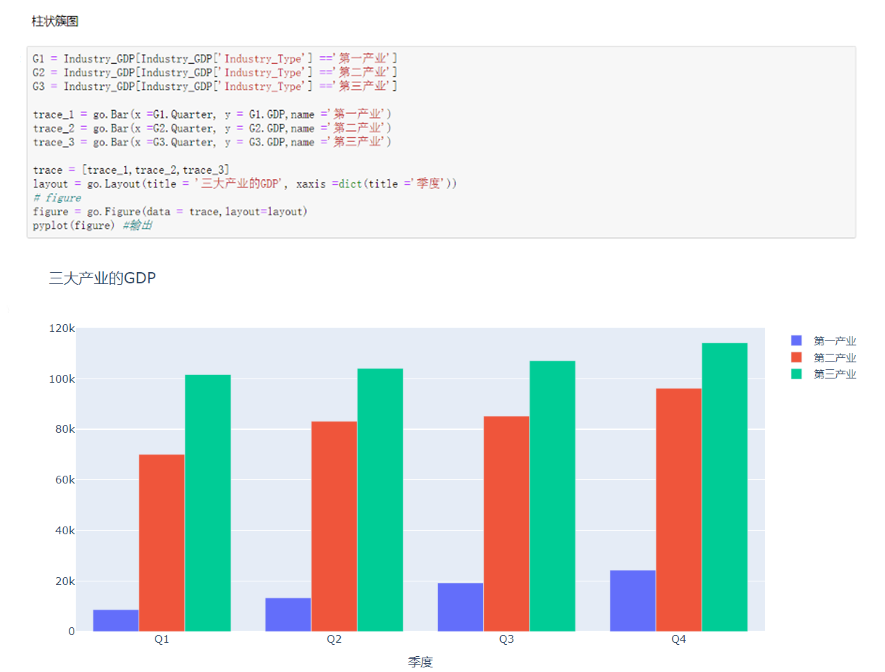 柱状簇图
G1 = Industry_GDP[Industry_GDP['Industry_Type'] =='第一产业']
G2 = Industry_GDP[Industry_GDP['Industry_Type'] =='第二产业']
G3 = Industry_GDP[Industry_GDP['Industry_Type'] =='第三产业']
trace_1 = go.Bar(x =G1.Quarter, y = G1.GDP,name ='第一产业')
trace_2 = go.Bar(x =G2.Quarter, y = G2.GDP,name ='第二产业')
trace_3 = go.Bar(x =G3.Quarter, y = G3.GDP,name ='第三产业')
trace = [trace_1,trace_2,trace_3]
layout = go.Layout(title = '三大产业的GDP', xaxis =dict(title ='季度'))
# figure
figure = go.Figure(data = trace,layout=layout)
pyplot(figure) #输出
三大产业的GDP
120k
100k
80k
60k
40k
20k
0
Q1
Q2
Q3
Q4
季度
第一产业
第二产业
第三产业